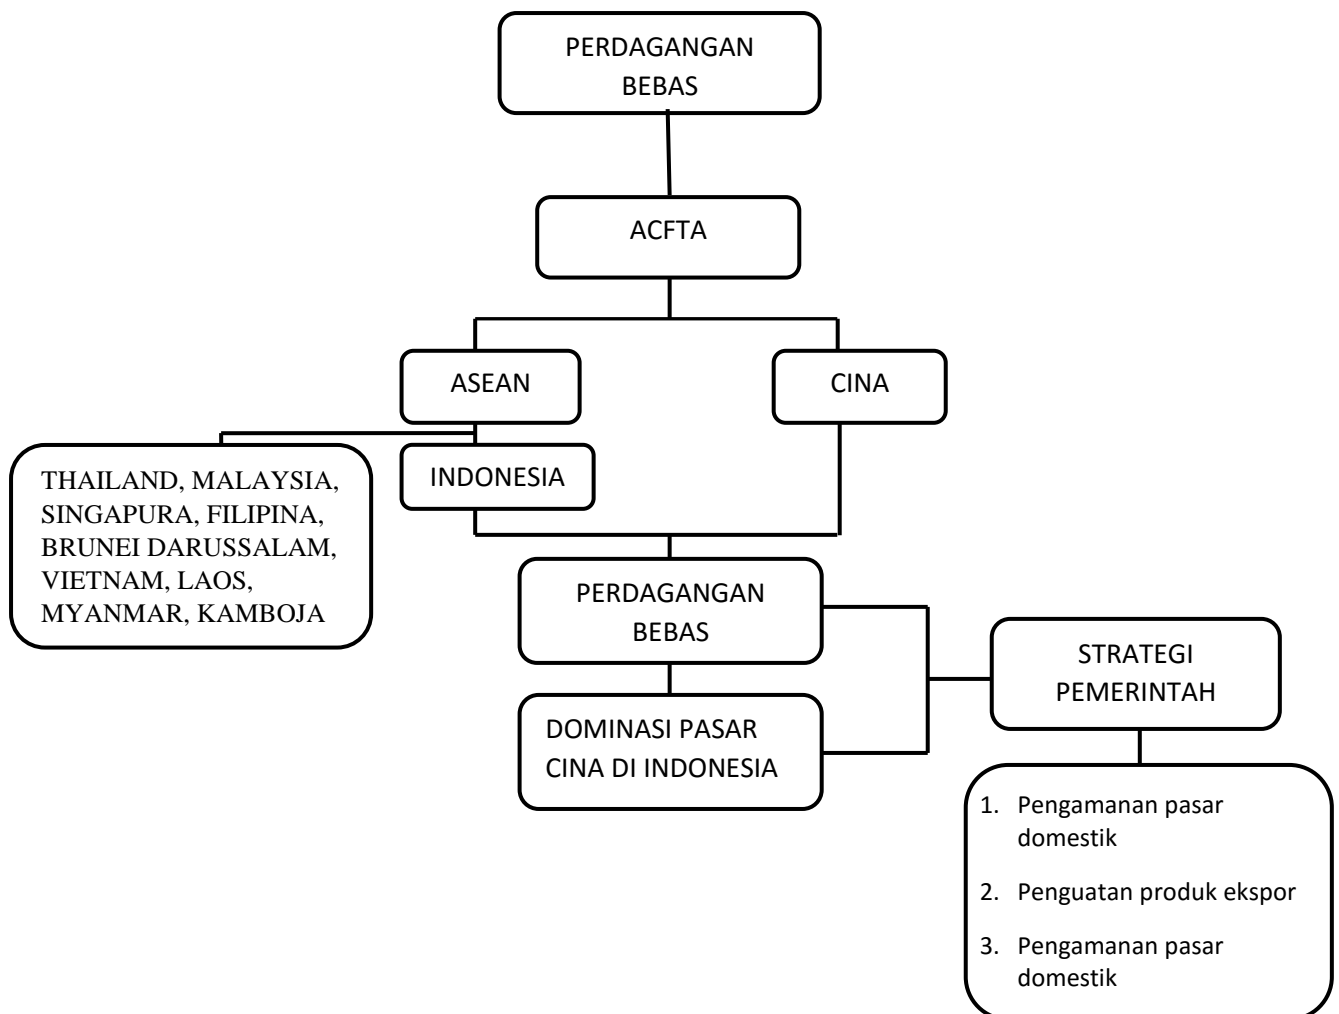 PERDAGANGAN
BEBAS
ACFTA
ASEAN
CINA
THAILAND, MALAYSIA,
SINGAPURA, FILIPINA,
BRUNEI DARUSSALAM,
VIETNAM, LAOS,
MYANMAR, KAMBOJA
INDONESIA
PERDAGANGAN
BEBAS
DOMINASI PASAR
CINA DI INDONESIA
STRATEGI
PEMERINTAH
1. Pengamanan pasar
domestik
2. Penguatan produk ekspor
3. Pengamanan pasar
domestik